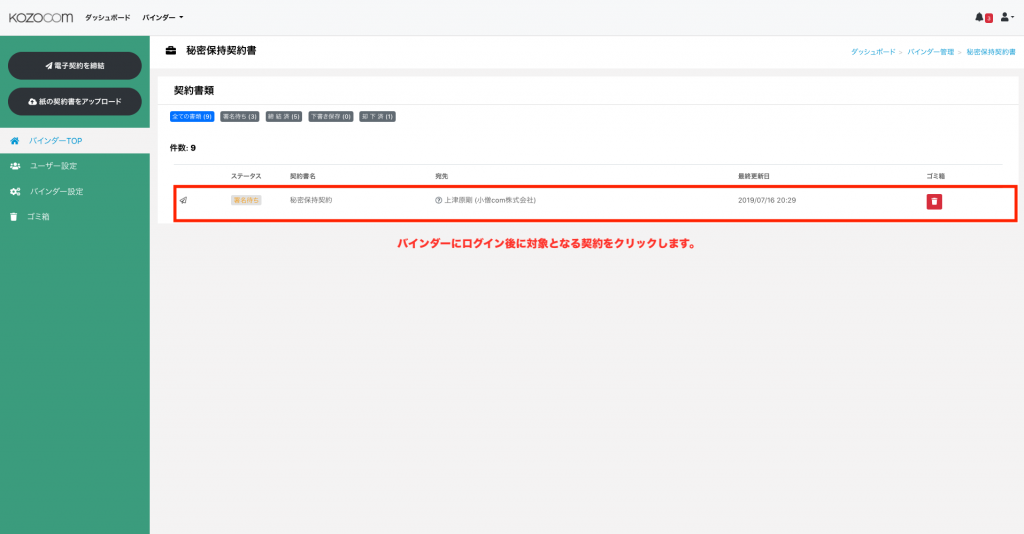 KOZOCOM ダッシュボード バインダー 3
電子契約を締結
紙の契約書をアップロード
バインダーTOP
ユーザー設定
バインダー設定
ゴミ箱
秘密保持契約書
ダッシュボード > バインダー管理 > 秘密保持契約書
契約書類
全ての書類 (9) 署名待ち (3) 締 結 済 (5) 下書き保存 (0) 却 下 済 (1)
件数: 9
ステータス 契約書名 宛先 最終更新日 ゴミ箱
署名待ち 秘密保持契約 上津原剛 (小僧com株式会社) 2019/07/16 20:29
バインダーにログイン後に対象となる契約をクリックします。